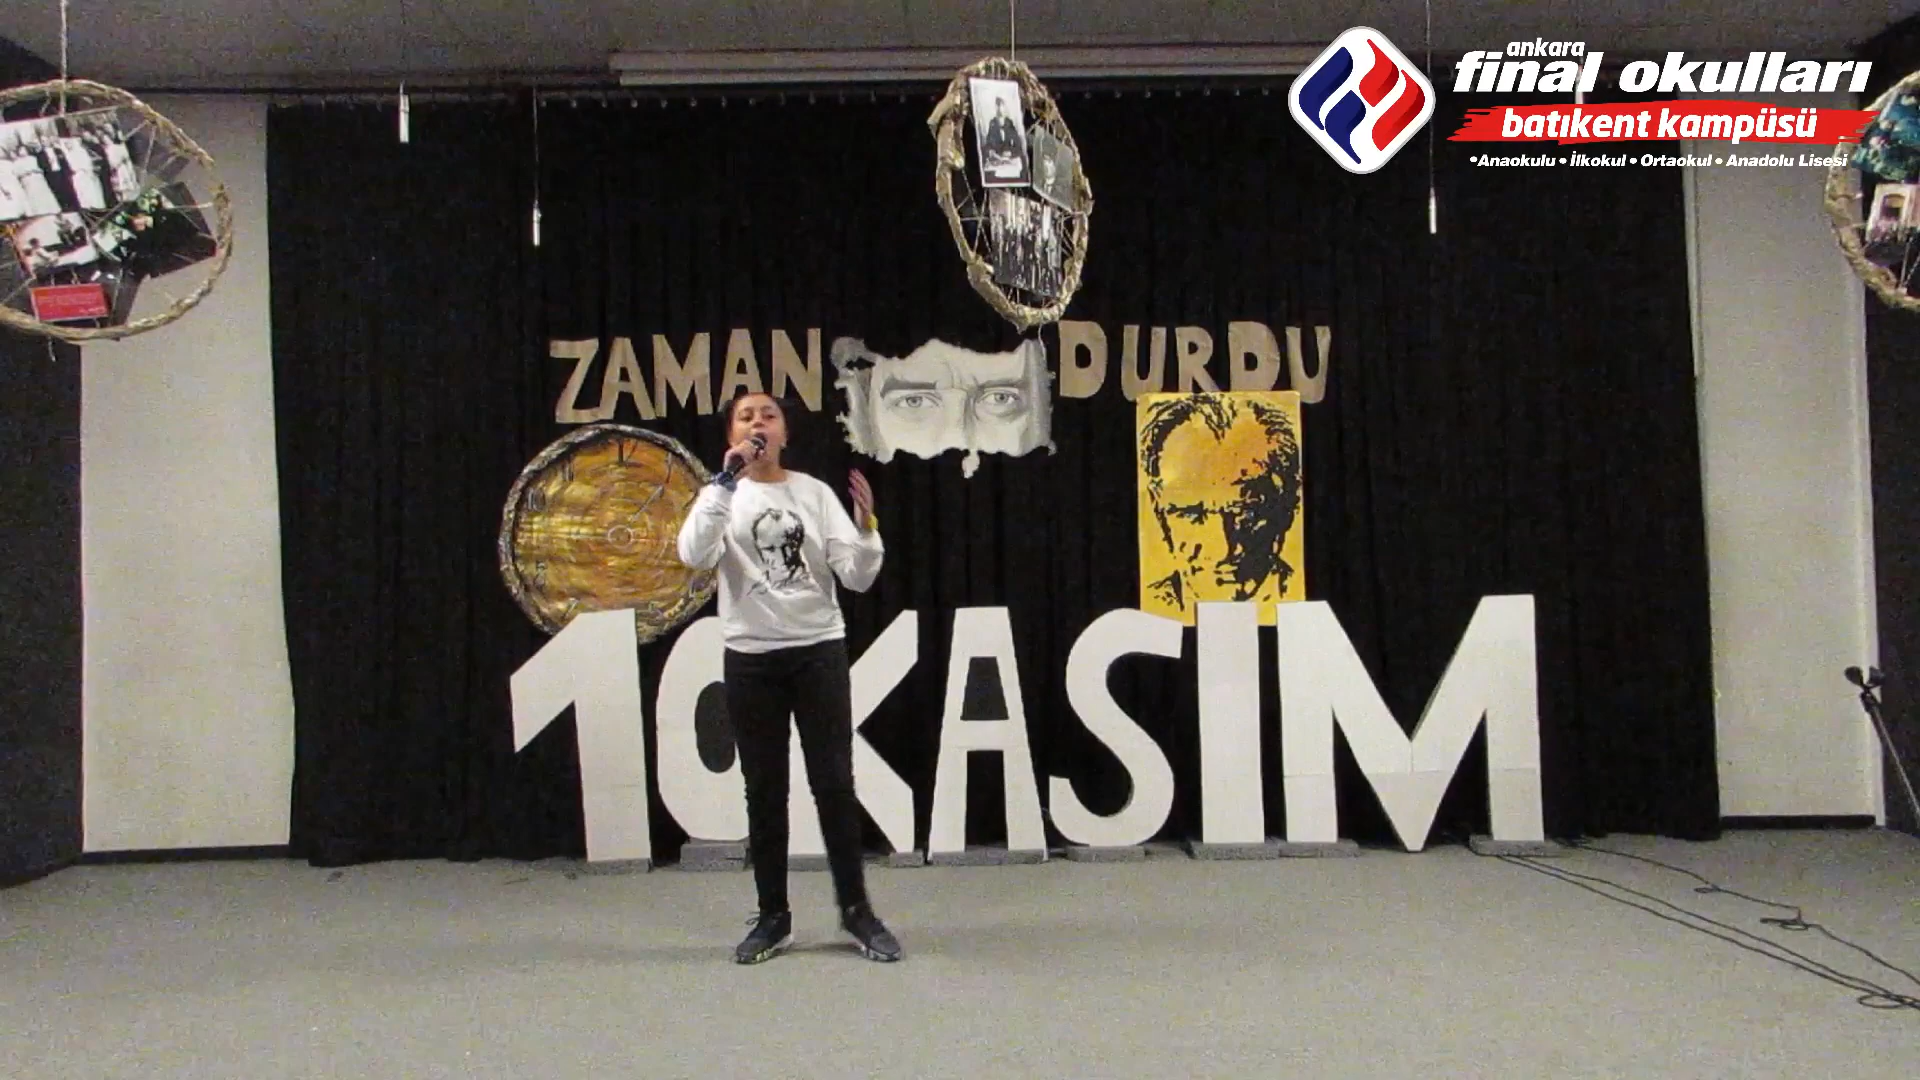 ankara
final okulları
batıkent kampüsü
•Anaokulu • İlkokul • Ortaokul • Anadolu Lisesi
ZAMAN DURDU
10 KASIM